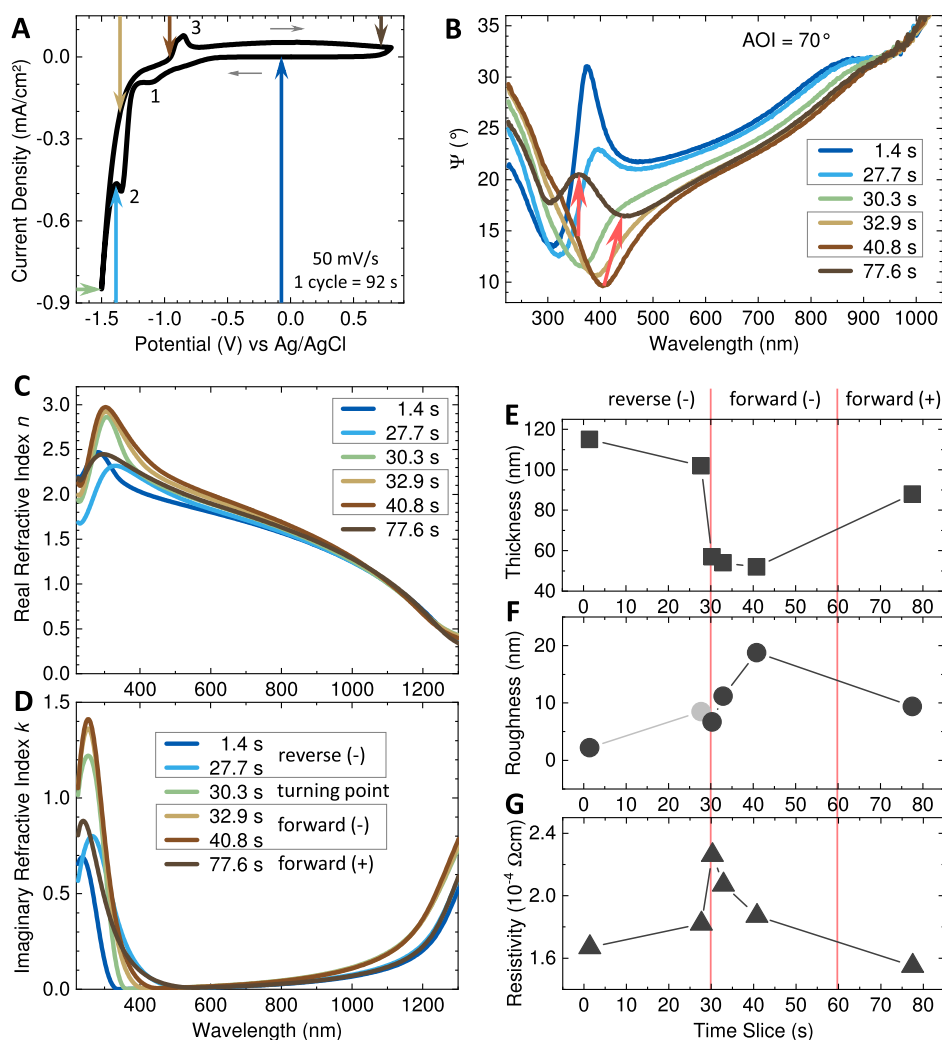 A
0.0
-0.3
-0.6
-0.9
-1.5
-1.0
-0.5
0.0
0.5
Current Density (mA/cm²)
Potential (V) vs Ag/AgCl
1
2
3
50 mV/s
1 cycle = 92 s
B
AOI = 70°
35
30
25
20
15
10
Ψ (°)
300 400 500 600 700 800 900 1000
Wavelength (nm)
1.4 s
27.7 s
30.3 s
32.9 s
40.8 s
77.6 s
C
3.0
2.5
2.0
1.5
1.0
0.5
0.0
Real Refractive Index n
400 600 800 1000 1200
1.4 s
27.7 s
30.3 s
32.9 s
40.8 s
77.6 s
D
1.5
1.0
0.5
0.0
Imaginary Refractive Index k
1.4 s
27.7 s
reverse (-)
30.3 s turning point
32.9 s
40.8 s
forward (-)
77.6 s forward (+)
400 600 800 1000 1200
Wavelength (nm)
reverse (-) forward (-) forward (+)
E
120
100
80
60
40
Thickness (nm)
0 10 20 30 40 50 60 70 80
F
20
10
0
Roughness (nm)
0 10 20 30 40 50 60 70 80
G
2.4
2.0
1.6
Resistivity (10⁻⁴ Ωcm)
0 10 20 30 40 50 60 70 80
Time Slice (s)